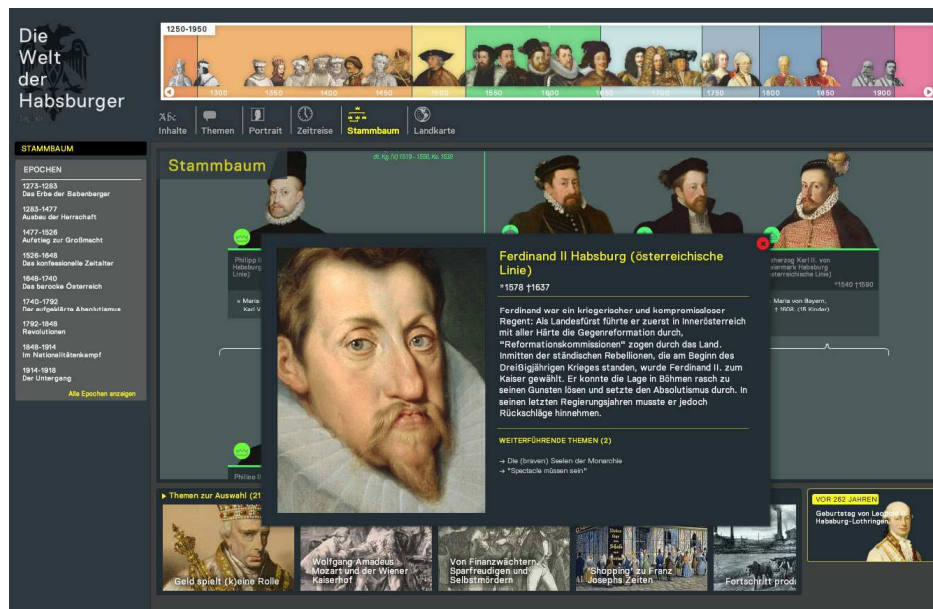 Die
Welt
der
Habsburger
1250-1950
1300
1350
1400
1450
1500
1550
1600
1650
1700
1750
1800
1850
1900
Inhalte
Themen
Portrait
Zeitreise
Stammbaum
Landkarte
STAMMBAUM
EPOCHEN
1273-1283
Das Erbe der Babenberger
1283-1477
Ausbau der Herrschaft
1477-1526
Aufstieg zur Großmacht
1526-1648
Das konfessionelle Zeitalter
1648-1740
Das barocke Österreich
1740-1792
Der aufgeklärte Absolutismus
1792-1848
Revolutionen
1848-1914
Im Nationalitätenkampf
1914-1918
Der Untergang
Alle Epochen anzeigen
Stammbaum
Philipp II
Habsburg
Linie)
∞ Maria
Karl V
Karl II. von
Habsburg
*1540 †1590
Maria von Bayern,
† 1608, (15 Kinder)
Ferdinand II Habsburg (österreichische
Linie)
*1578 †1637
Ferdinand war ein kriegerischer und kompromissloser
Regent: Als Landesfürst führte er zuerst in Innerösterreich
mit aller Härte die Gegenreformation durch,
"Reformationskommissionen" zogen durch das Land.
Inmitten der ständischen Rebellionen, die am Beginn des
Dreißigjährigen Krieges standen, wurde Ferdinand II. zum
Kaiser gewählt. Er konnte die Lage in Böhmen rasch zu
seinen Gunsten lösen und setzte den Absolutismus durch. In
seinen letzten Regierungsjahren musste er jedoch
Rückschläge hinnehmen.
WEITERFÜHRENDE THEMEN (2)
→ Die (braven) Seelen der Monarchie
→ "Spectacle müssen sein"
Themen zur Auswahl (21
Geld spielt (k)eine Rolle
Wolfgang Amadeus
Mozart und der Wiener
Kaiserhof
Von Finanzwächtern,
Sparfreudigen und
Selbstmördern
'Shopping' zu Franz
Josephs Zeiten
Fortschritt prod
VOR 262 JAHREN
Geburtstag von Leopold
Habsburg-Lothringen